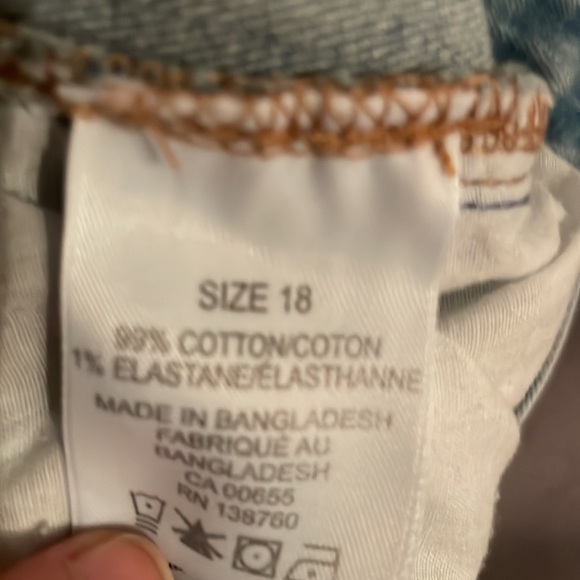 SIZE 18
99% COTTON/COTON
1% ELASTANE/ÉLASTHANNE
MADE IN BANGLADESH
FABRIQUÉ AU
BANGLADESH
CA 00655
RN 138760